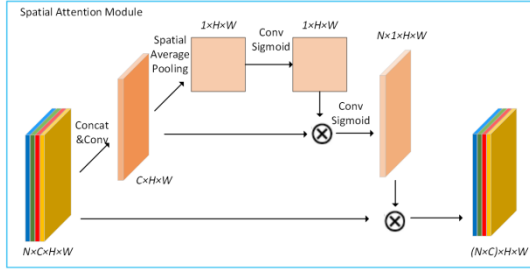 Spatial Attention Module
1×H×W
1×H×W
Spatial
Average
Pooling
Conv
Sigmoid
N×1×H×W
Concat
&Conv
Conv
Sigmoid
C×H×W
N×C×H×W
(N×C)×H×W